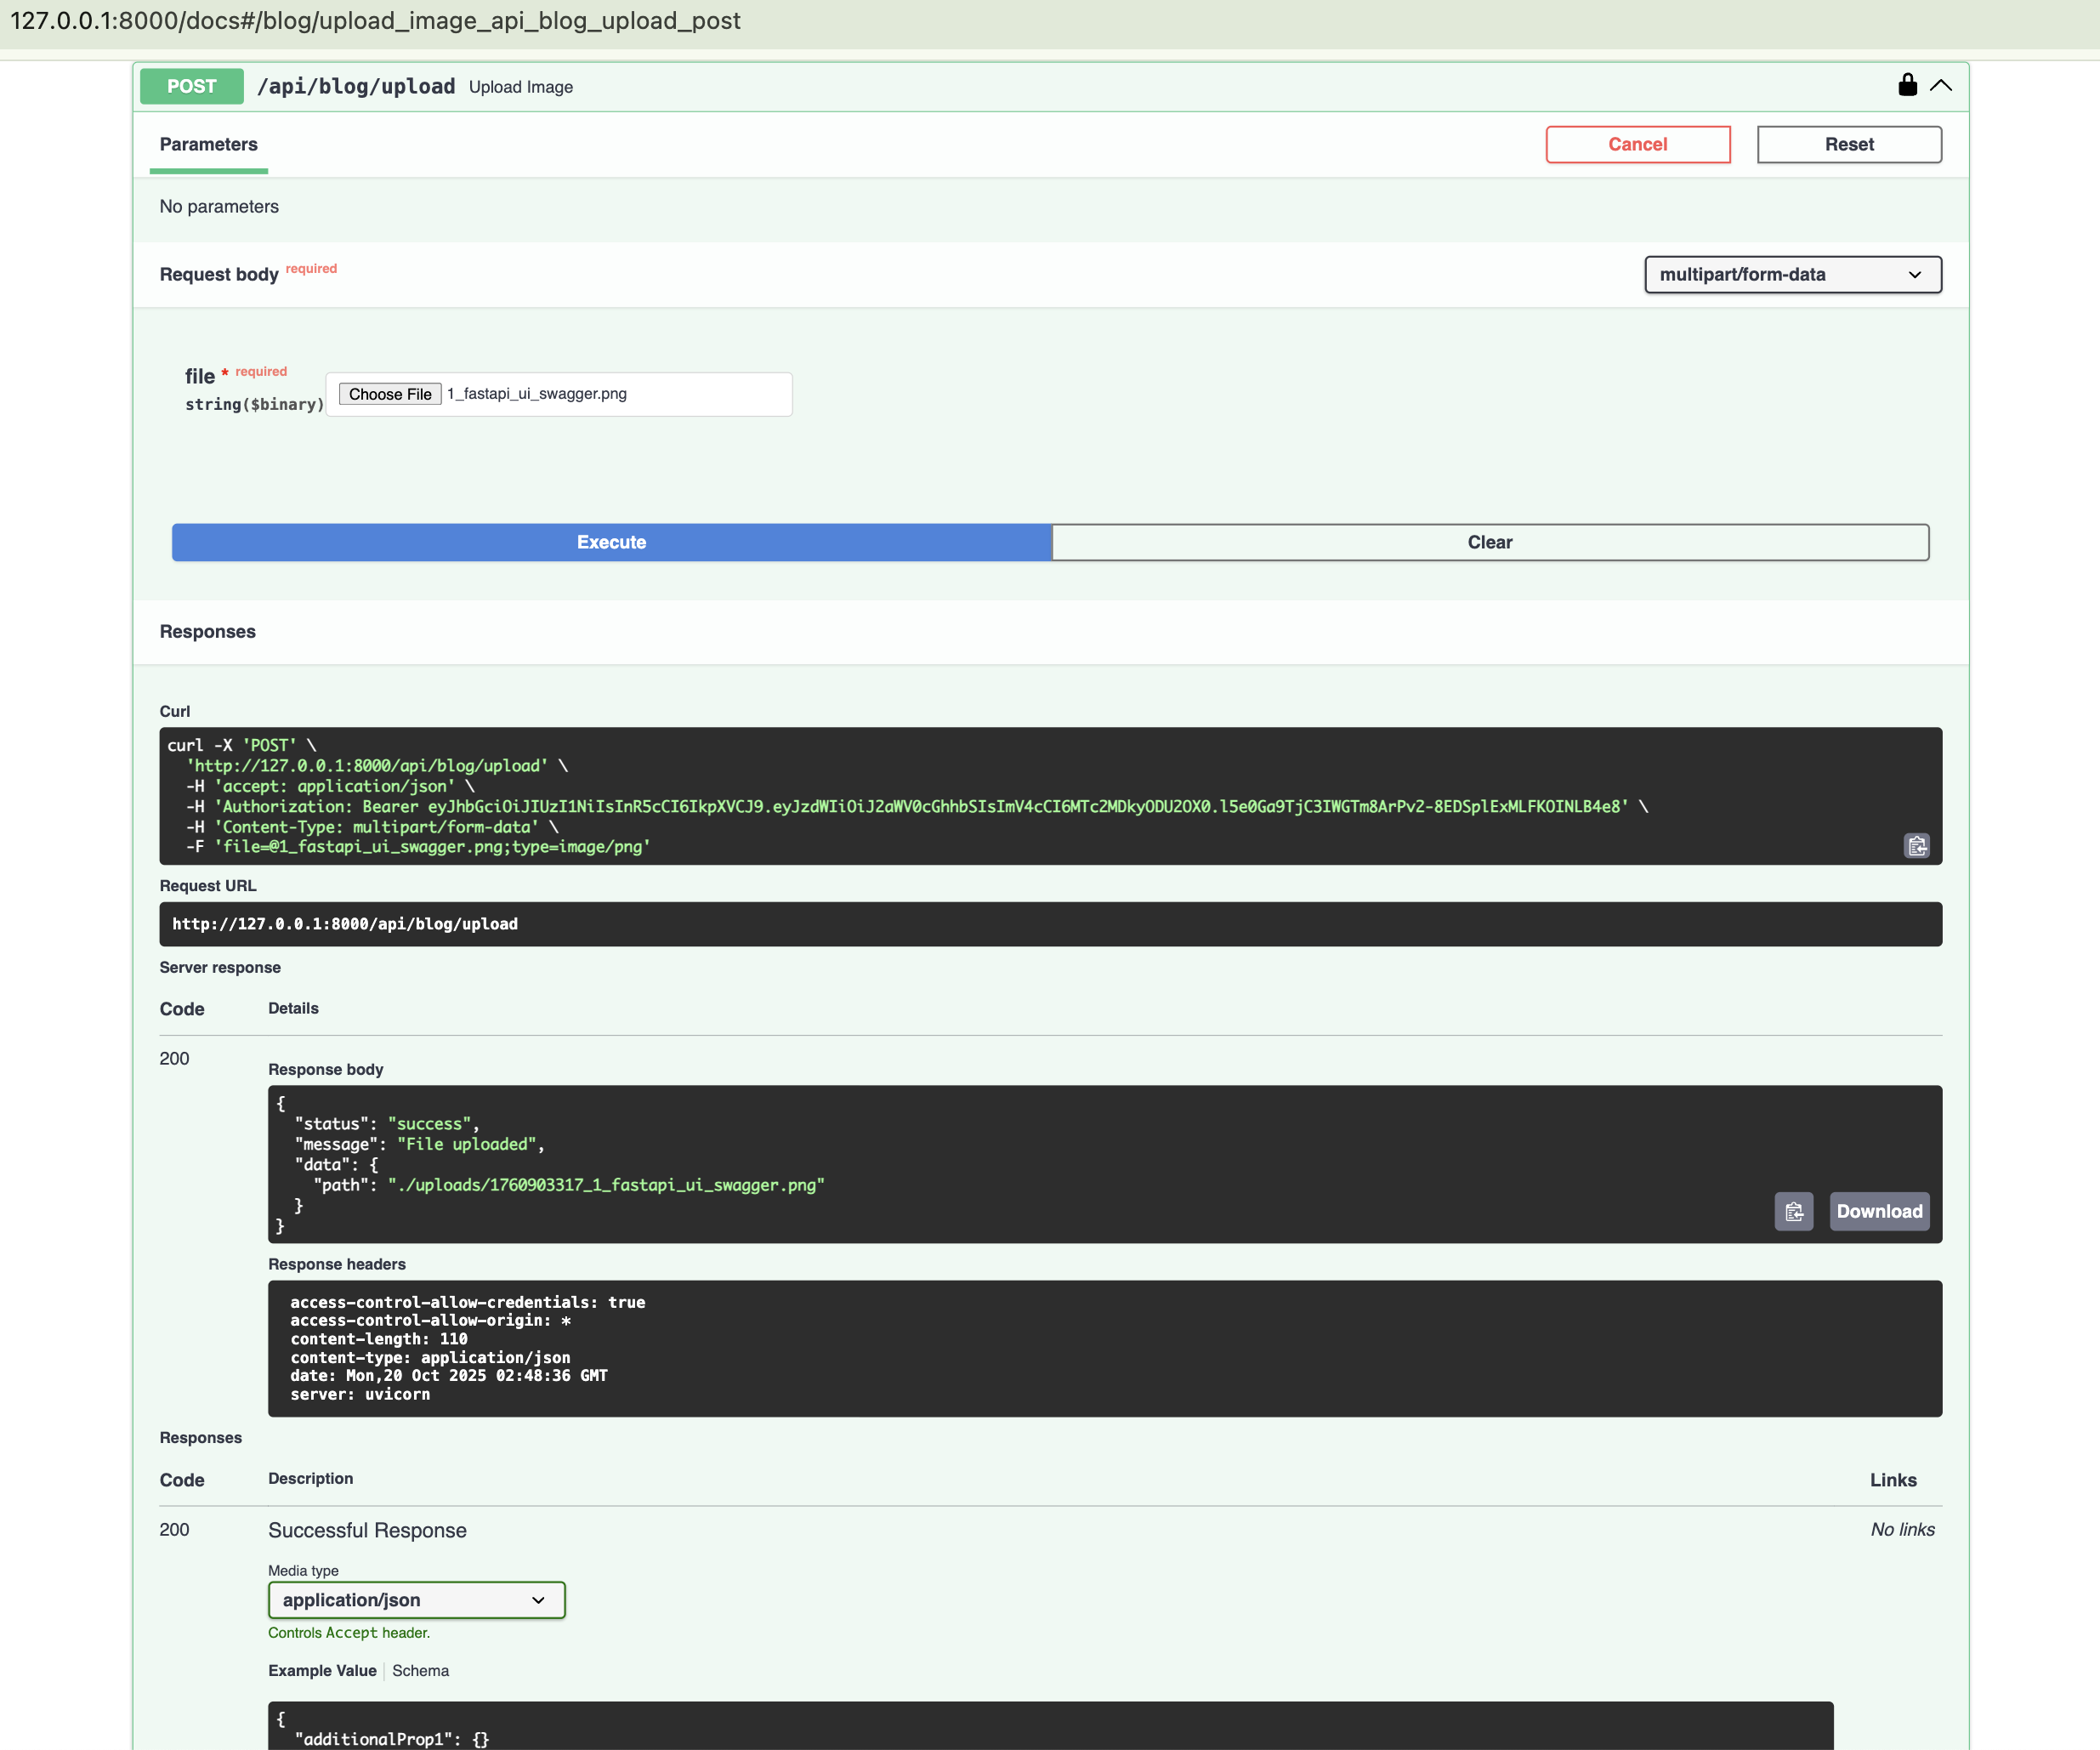 127.0.0.1:8000/docs#/blog/upload_image_api_blog_upload_post
POST /api/blog/upload Upload Image
Parameters
Cancel
Reset
No parameters
Request body required
multipart/form-data
file * required
string($binary)
Choose File 1_fastapi_ui_swagger.png
Execute
Clear
Responses
Curl
curl -X 'POST' \
  'http://127.0.0.1:8000/api/blog/upload' \
  -H 'accept: application/json' \
  -H 'Authorization: Bearer eyJhbGciOiJIUzI1NiIsInR5cCI6IkpXVCJ9.eyJzdWIiOiJ2aWV0cGhhbSIsImV4cCI6MTc2MDkyODU2OX0.l5e0Ga9TjC3IWGTm8ArPv2-8EDSplExMLFKOINLB4e8' \
  -H 'Content-Type: multipart/form-data' \
  -F 'file=@1_fastapi_ui_swagger.png;type=image/png'
Request URL
http://127.0.0.1:8000/api/blog/upload
Server response
Code Details
200
Response body
{
  "status": "success",
  "message": "File uploaded",
  "data": {
    "path": "./uploads/1760903317_1_fastapi_ui_swagger.png"
  }
}
Download
Response headers
access-control-allow-credentials: true
access-control-allow-origin: *
content-length: 110
content-type: application/json
date: Mon,20 Oct 2025 02:48:36 GMT
server: uvicorn
Responses
Code Description Links
200 Successful Response No links
Media type
application/json
Controls Accept header.
Example Value Schema
{
  "additionalProp1": {}